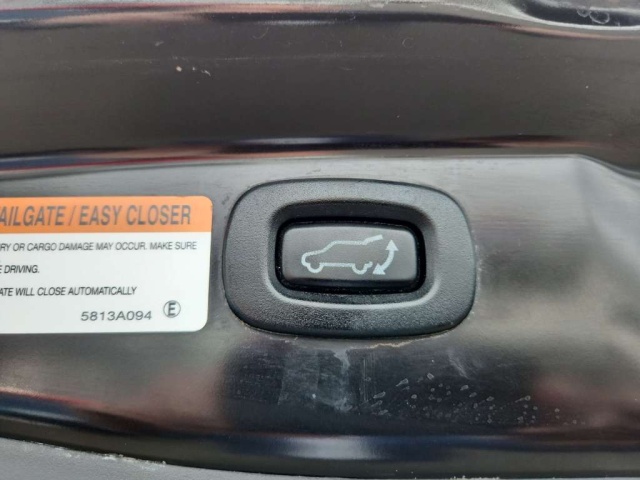 AILGATE / EASY CLOSER
RY OR CARGO DAMAGE MAY OCCUR. MAKE SURE
E DRIVING.
ATE WILL CLOSE AUTOMATICALLY
5813A094 Ⓔ